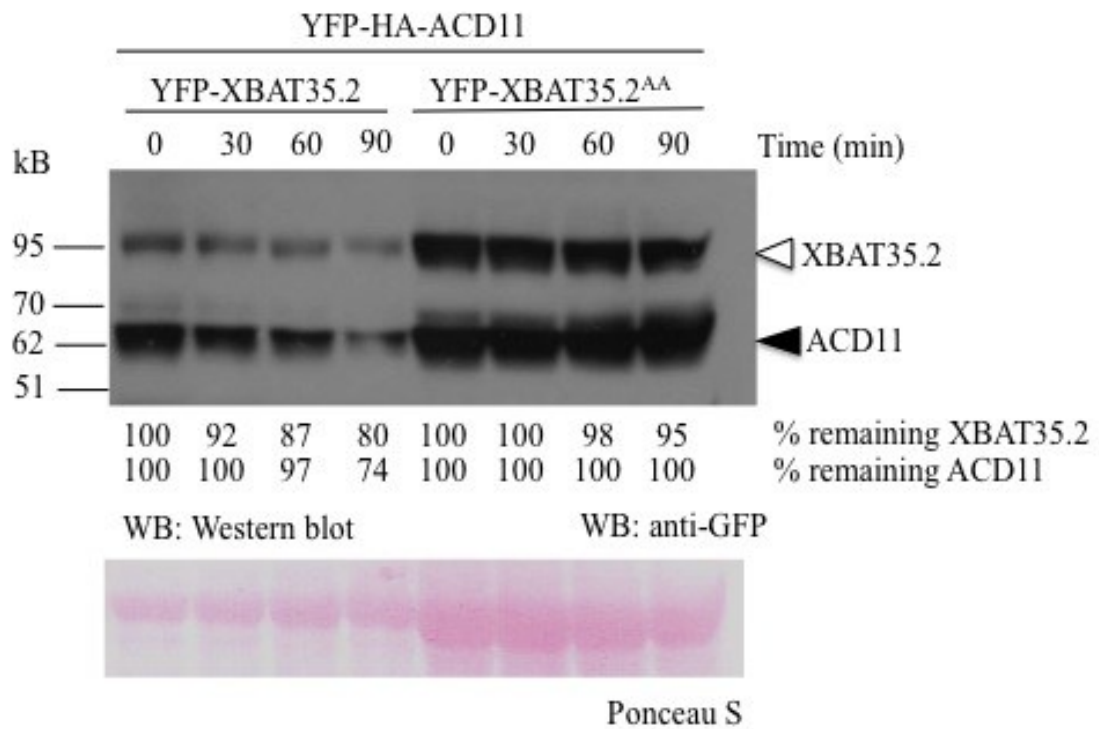 YFP-HA-ACD11
YFP-XBAT35.2 YFP-XBAT35.2ᴬᴬ
kB 0 30 60 90 0 30 60 90 Time (min)
95 XBAT35.2
70
62 ACD11
51
100 92 87 80 100 100 98 95 % remaining XBAT35.2
100 100 97 74 100 100 100 100 % remaining ACD11
WB: Western blot WB: anti-GFP
Ponceau S